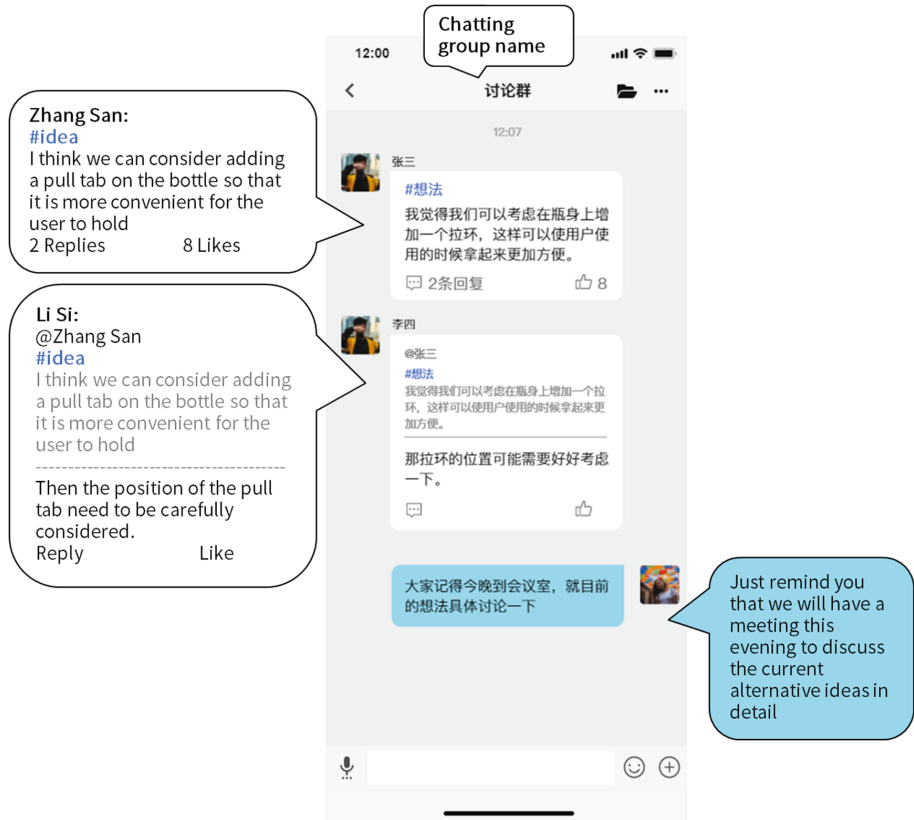 Chatting
group name
12:00
讨论群
12:07
Zhang San:
#idea
I think we can consider adding
a pull tab on the bottle so that
it is more convenient for the
user to hold
2 Replies 8 Likes
张三
#想法
我觉得我们可以考虑在瓶身上增
加一个拉环，这样可以使用户使
用的时候拿起来更加方便。
2条回复 8
Li Si:
@Zhang San
#idea
I think we can consider adding
a pull tab on the bottle so that
it is more convenient for the
user to hold
Then the position of the pull
tab need to be carefully
considered.
Reply Like
李四
@张三
#想法
我觉得我们可以考虑在瓶身上增加一个拉
环，这样可以使用户使用的时候拿起来更
加方便。
那拉环的位置可能需要好好考虑
一下。
大家记得今晚到会议室，就目前
的想法具体讨论一下
Just remind you
that we will have a
meeting this
evening to discuss
the current
alternative ideas in
detail